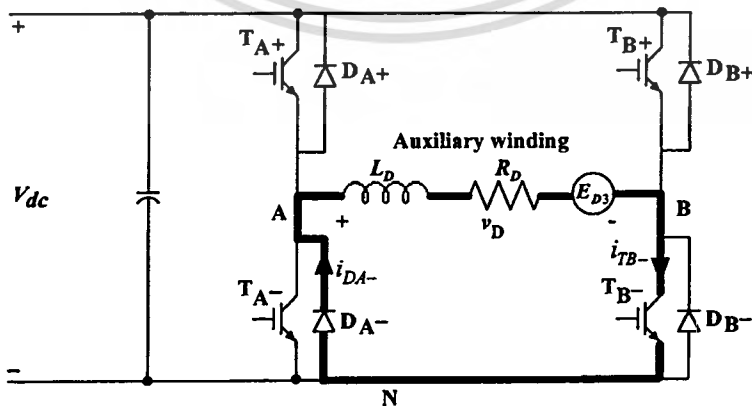 +
T_A+
D_A+
T_B+
D_B+
Auxiliary winding
V_dc
L_D
R_D
E_D3
A
+
v_D
-
B
i_DA-
i_TB-
T_A-
D_A-
T_B-
D_B-
-
N